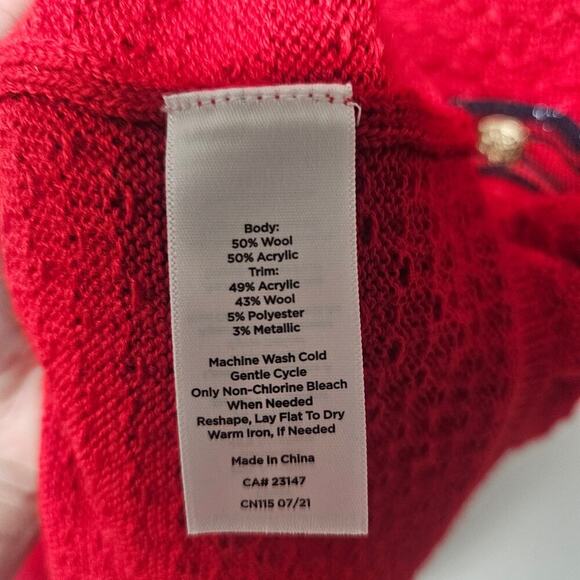 Body:
50% Wool
50% Acrylic
Trim:
49% Acrylic
43% Wool
5% Polyester
3% Metallic
Machine Wash Cold
Gentle Cycle
Only Non-Chlorine Bleach
When Needed
Reshape, Lay Flat To Dry
Warm Iron, If Needed
Made In China
CA# 23147
CN115 07/21